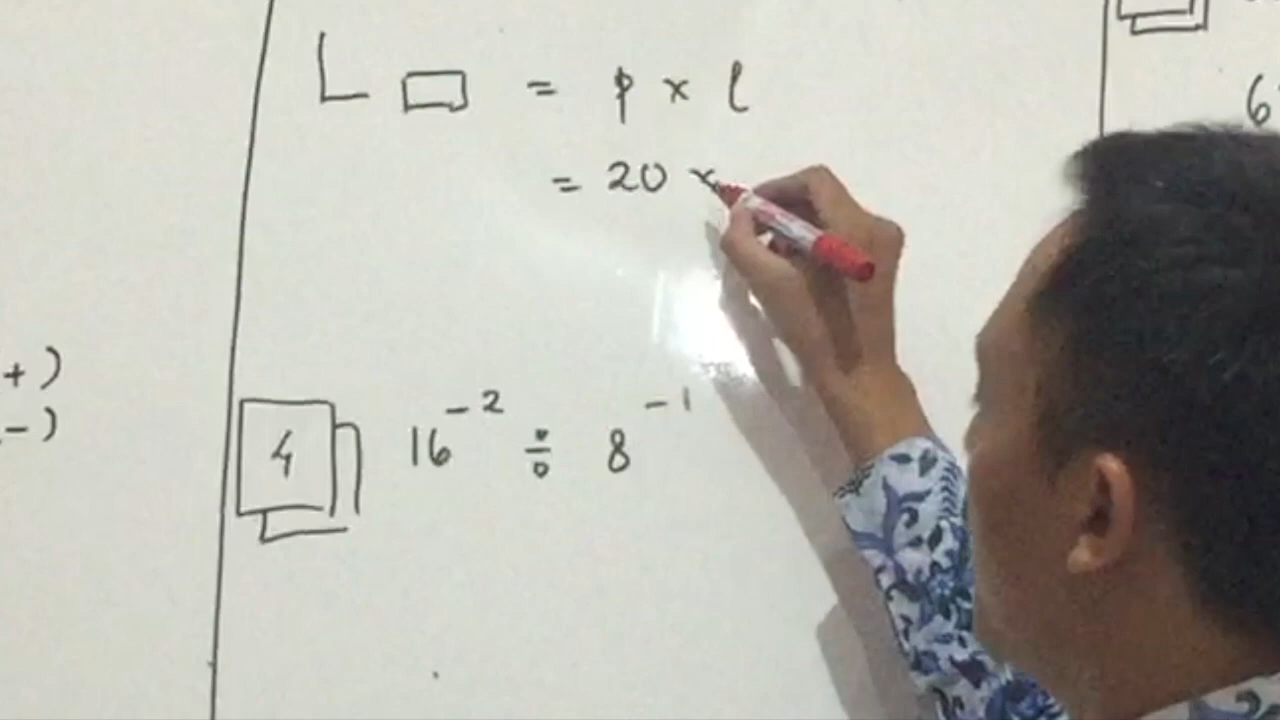 L ▭ = p × l
= 20 ×
+)
-)
4 16⁻² ÷ 8⁻¹
6